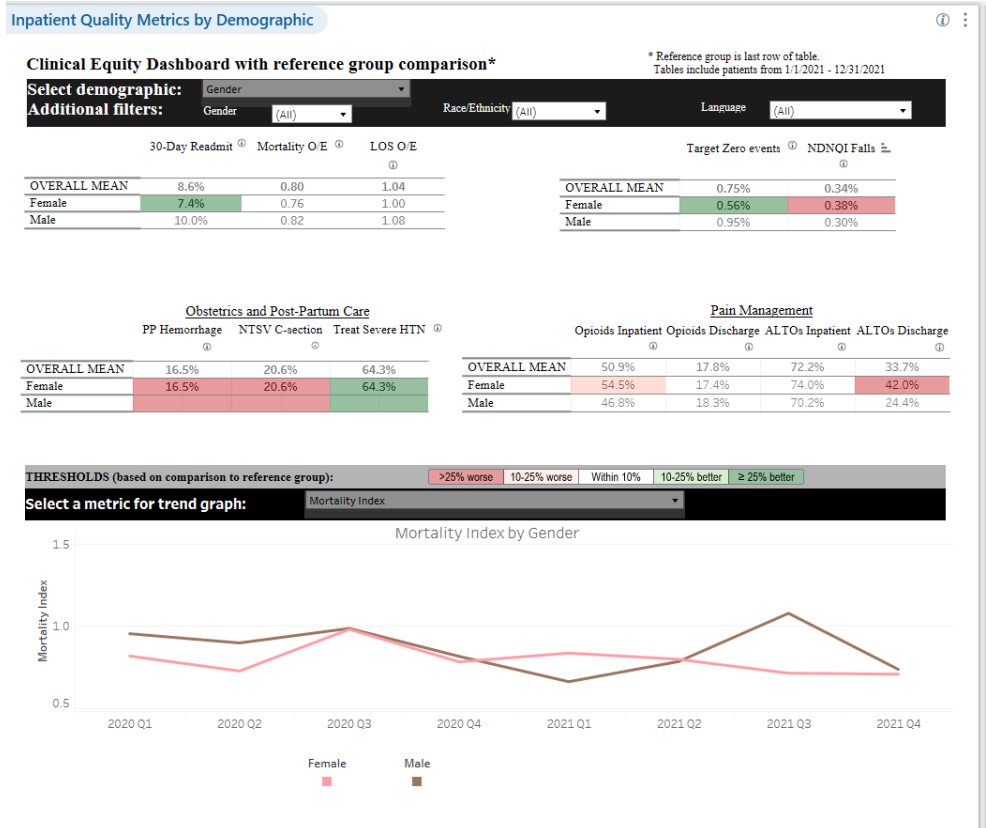 Inpatient Quality Metrics by Demographic
Clinical Equity Dashboard with reference group comparison*
* Reference group is last row of table.
Tables include patients from 1/1/2021 - 12/31/2021
Select demographic: Gender
Additional filters: Gender (All) Race/Ethnicity (All) Language (All)
30-Day Readmit Mortality O/E LOS O/E
OVERALL MEAN 8.6% 0.80 1.04
Female 7.4% 0.76 1.00
Male 10.0% 0.82 1.08
Target Zero events NDNQI Falls
OVERALL MEAN 0.75% 0.34%
Female 0.56% 0.38%
Male 0.95% 0.30%
Obstetrics and Post-Partum Care
PP Hemorrhage NTSV C-section Treat Severe HTN
OVERALL MEAN 16.5% 20.6% 64.3%
Female 16.5% 20.6% 64.3%
Male
Pain Management
Opioids Inpatient Opioids Discharge ALTOs Inpatient ALTOs Discharge
OVERALL MEAN 50.9% 17.8% 72.2% 33.7%
Female 54.5% 17.4% 74.0% 42.0%
Male 46.8% 18.3% 70.2% 24.4%
THRESHOLDS (based on comparison to reference group): >25% worse 10-25% worse Within 10% 10-25% better ≥ 25% better
Select a metric for trend graph: Mortality Index
Mortality Index by Gender
Mortality Index
1.5
1.0
0.5
2020 Q1 2020 Q2 2020 Q3 2020 Q4 2021 Q1 2021 Q2 2021 Q3 2021 Q4
Female Male